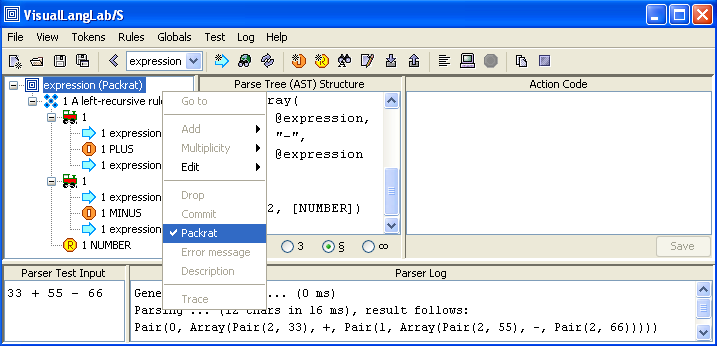 VisualLangLab/S
File View Tokens Rules Globals Test Log Help
expression
expression (Packrat)
1 A left-recursive rul
1
1 expression
1 PLUS
1 expression
1
1 expression
1 MINUS
1 expression
1 NUMBER
Go to
Add
Multiplicity
Edit
Drop
Commit
Packrat
Error message
Description
Trace
Parse Tree (AST) Structure
ray(
@expression,
"-",
@expression
2, [NUMBER])
3 § ∞
Action Code
Save
Parser Test Input
33 + 55 - 66
Parser Log
Gene ... (0 ms)
Parsing ... (12 chars in 16 ms), result follows:
Pair(0, Array(Pair(2, 33), +, Pair(1, Array(Pair(2, 55), -, Pair(2, 66)))))